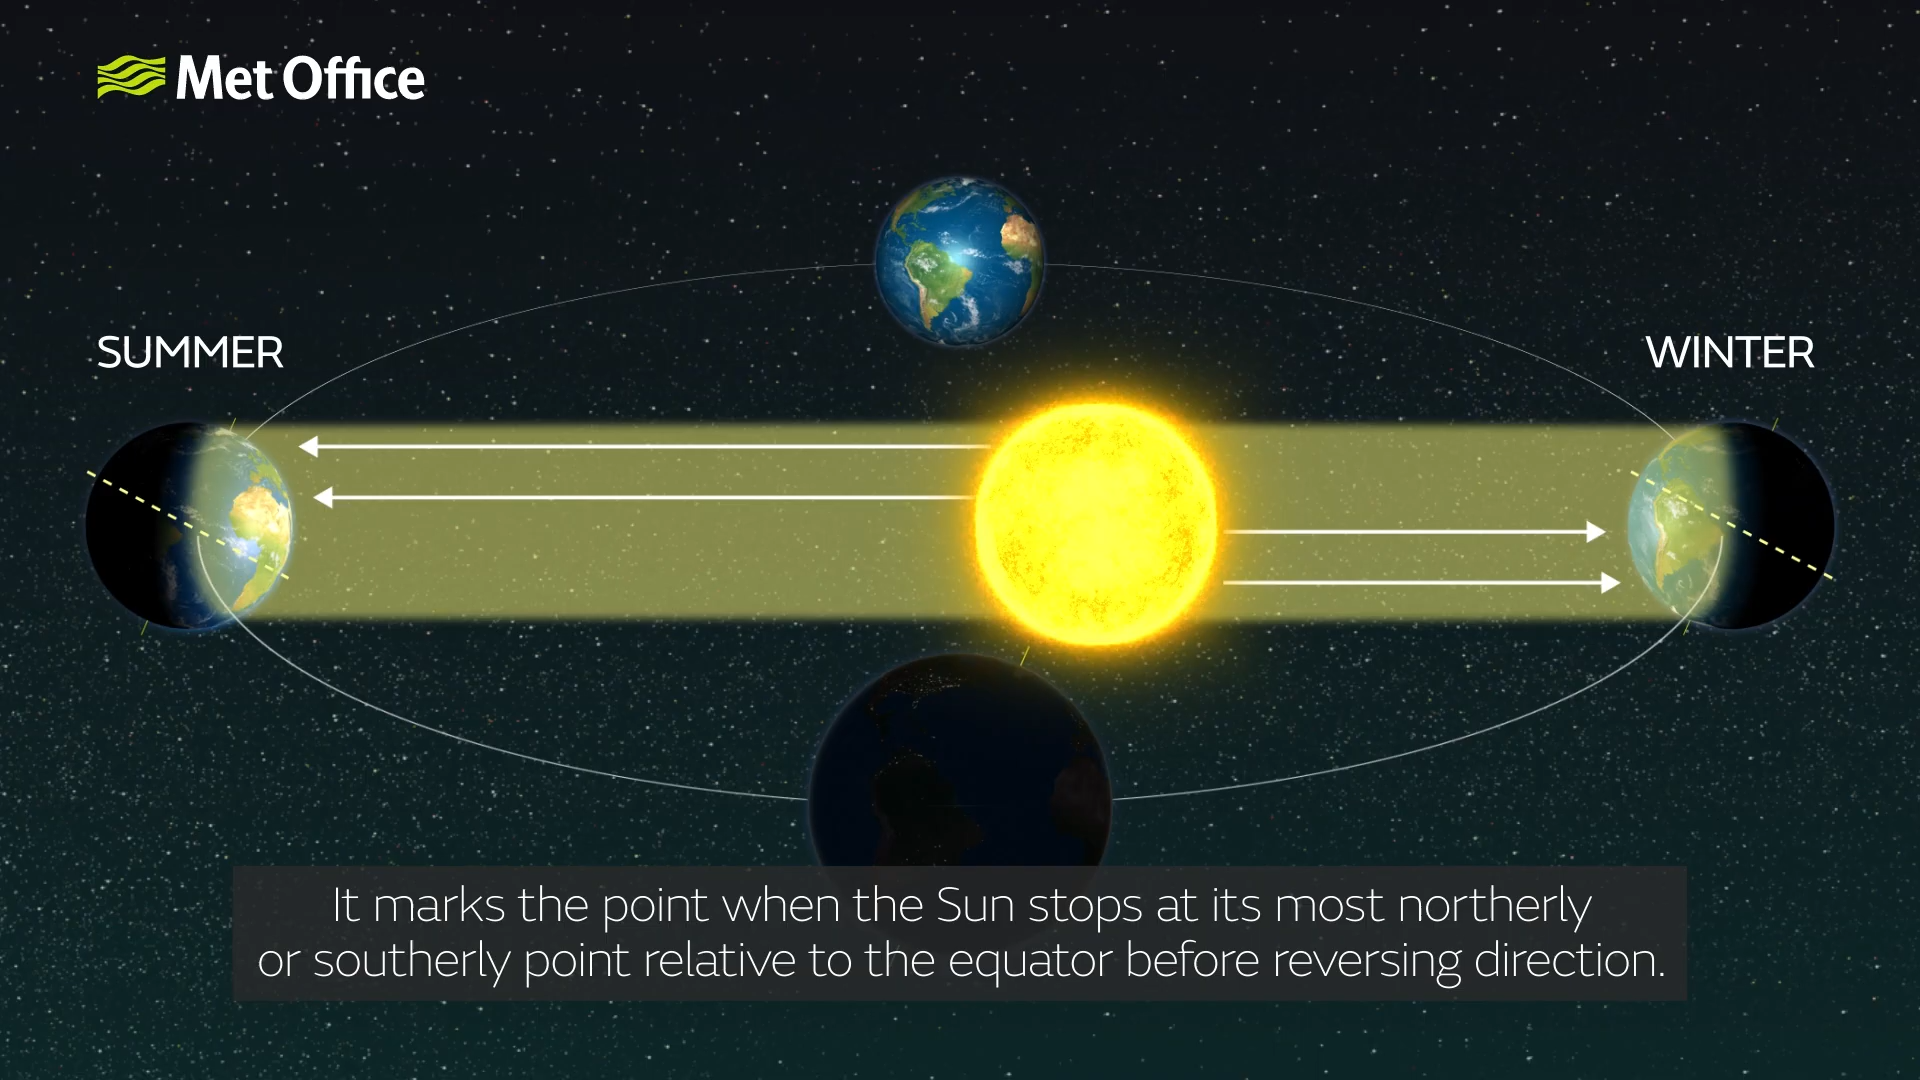 Met Office
SUMMER
WINTER
It marks the point when the Sun stops at its most northerly
or southerly point relative to the equator before reversing direction.